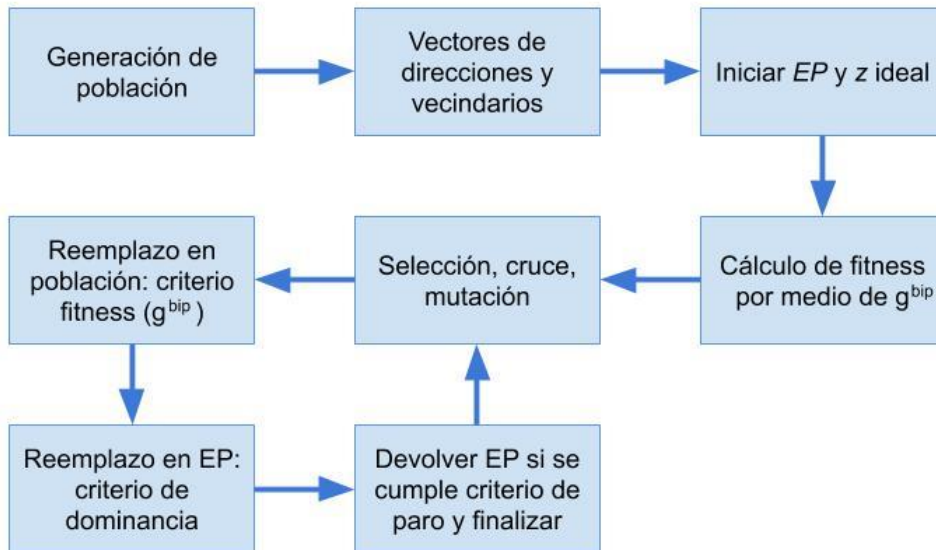 Generación de
población
Vectores de
direcciones y
vecindarios
Iniciar EP y z ideal
Cálculo de fitness
por medio de g^bip
Selección, cruce,
mutación
Reemplazo en
población: criterio
fitness (g^bip )
Reemplazo en EP:
criterio de
dominancia
Devolver EP si se
cumple criterio de
paro y finalizar